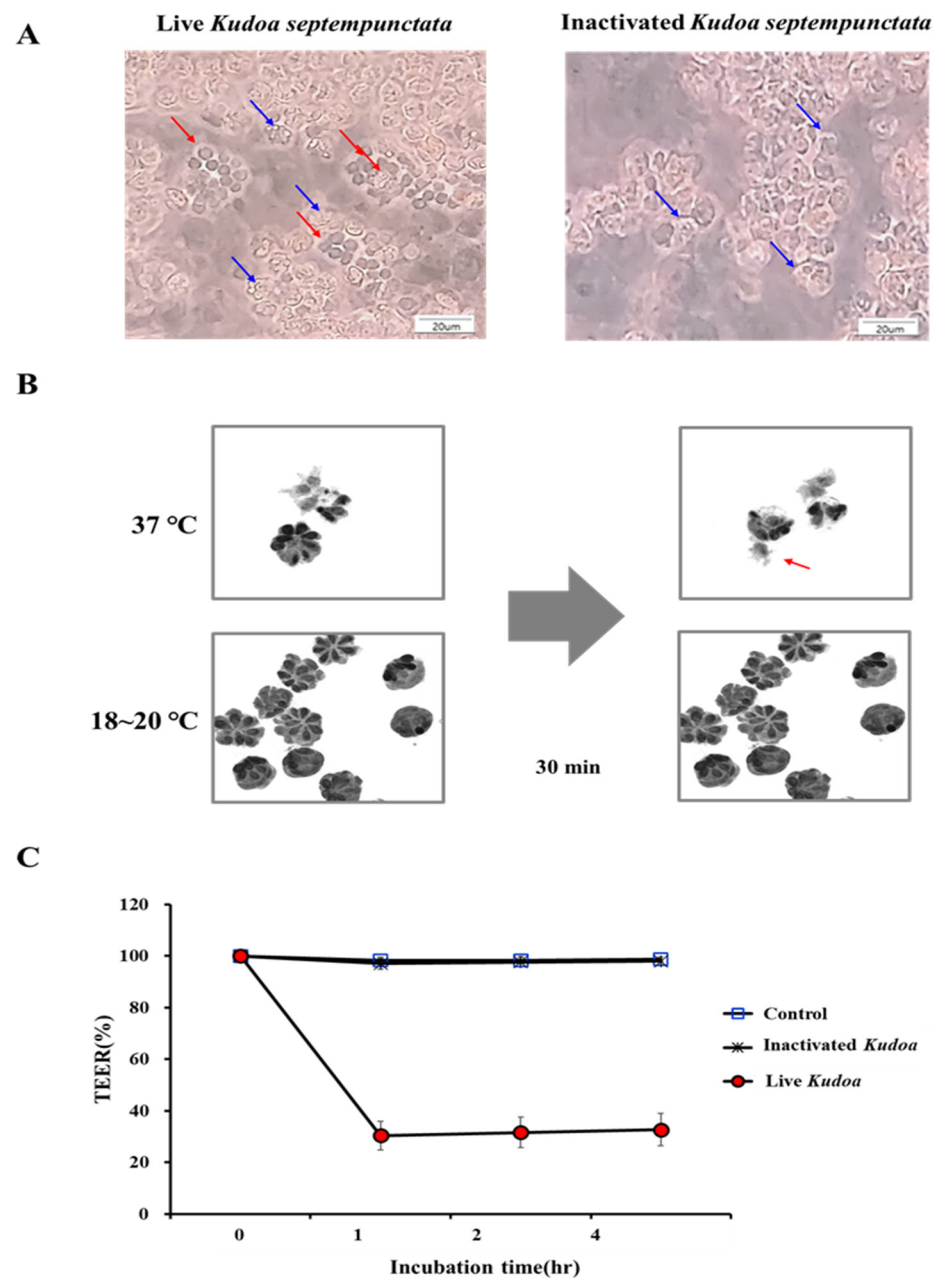 A
Live Kudoa septempunctata
Inactivated Kudoa septempunctata
20um
20um
B
37 °C
18~20 °C
30 min
C
120
100
80
60
40
20
0
TEER(%)
0 1 2 4
Incubation time(hr)
Control
Inactivated Kudoa
Live Kudoa